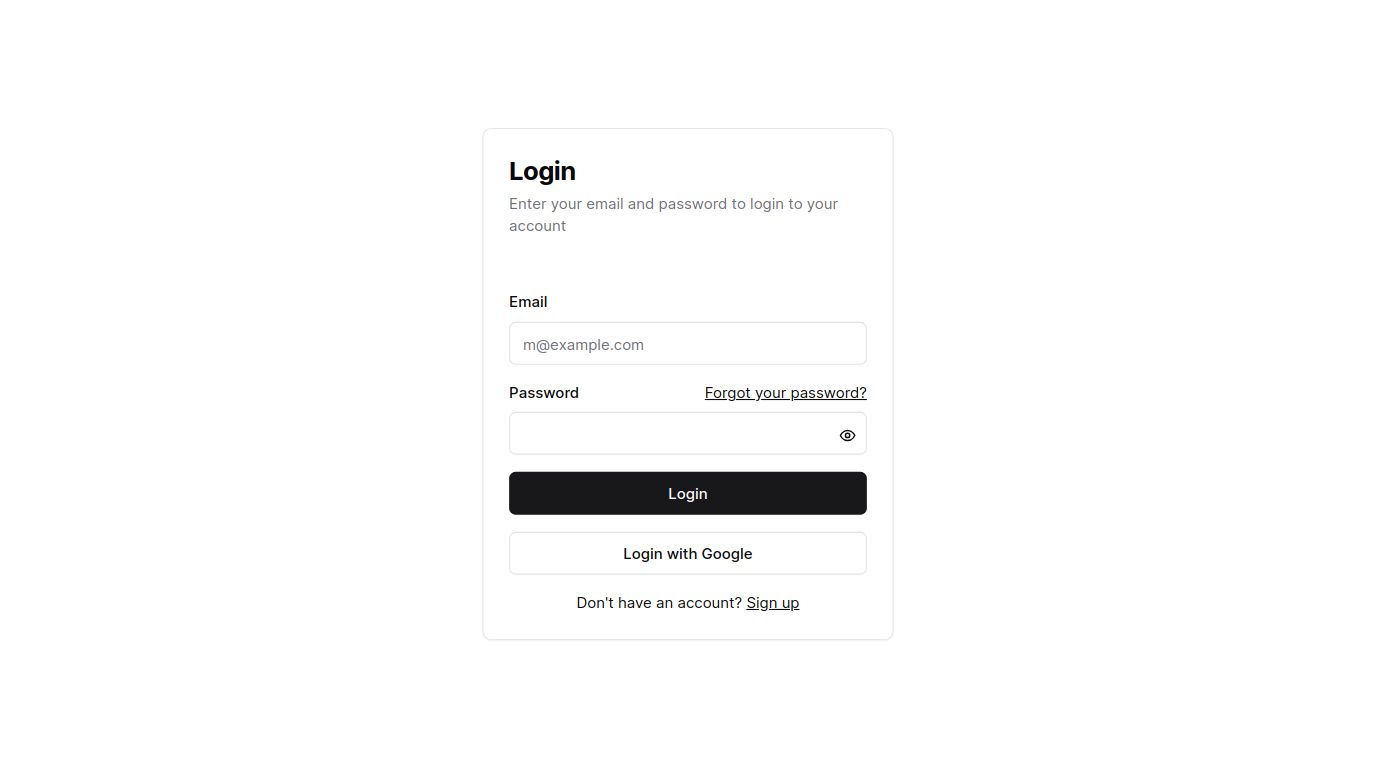 Login
Enter your email and password to login to your
account
Email
m@example.com
Password Forgot your password?
Login
Login with Google
Don't have an account? Sign up